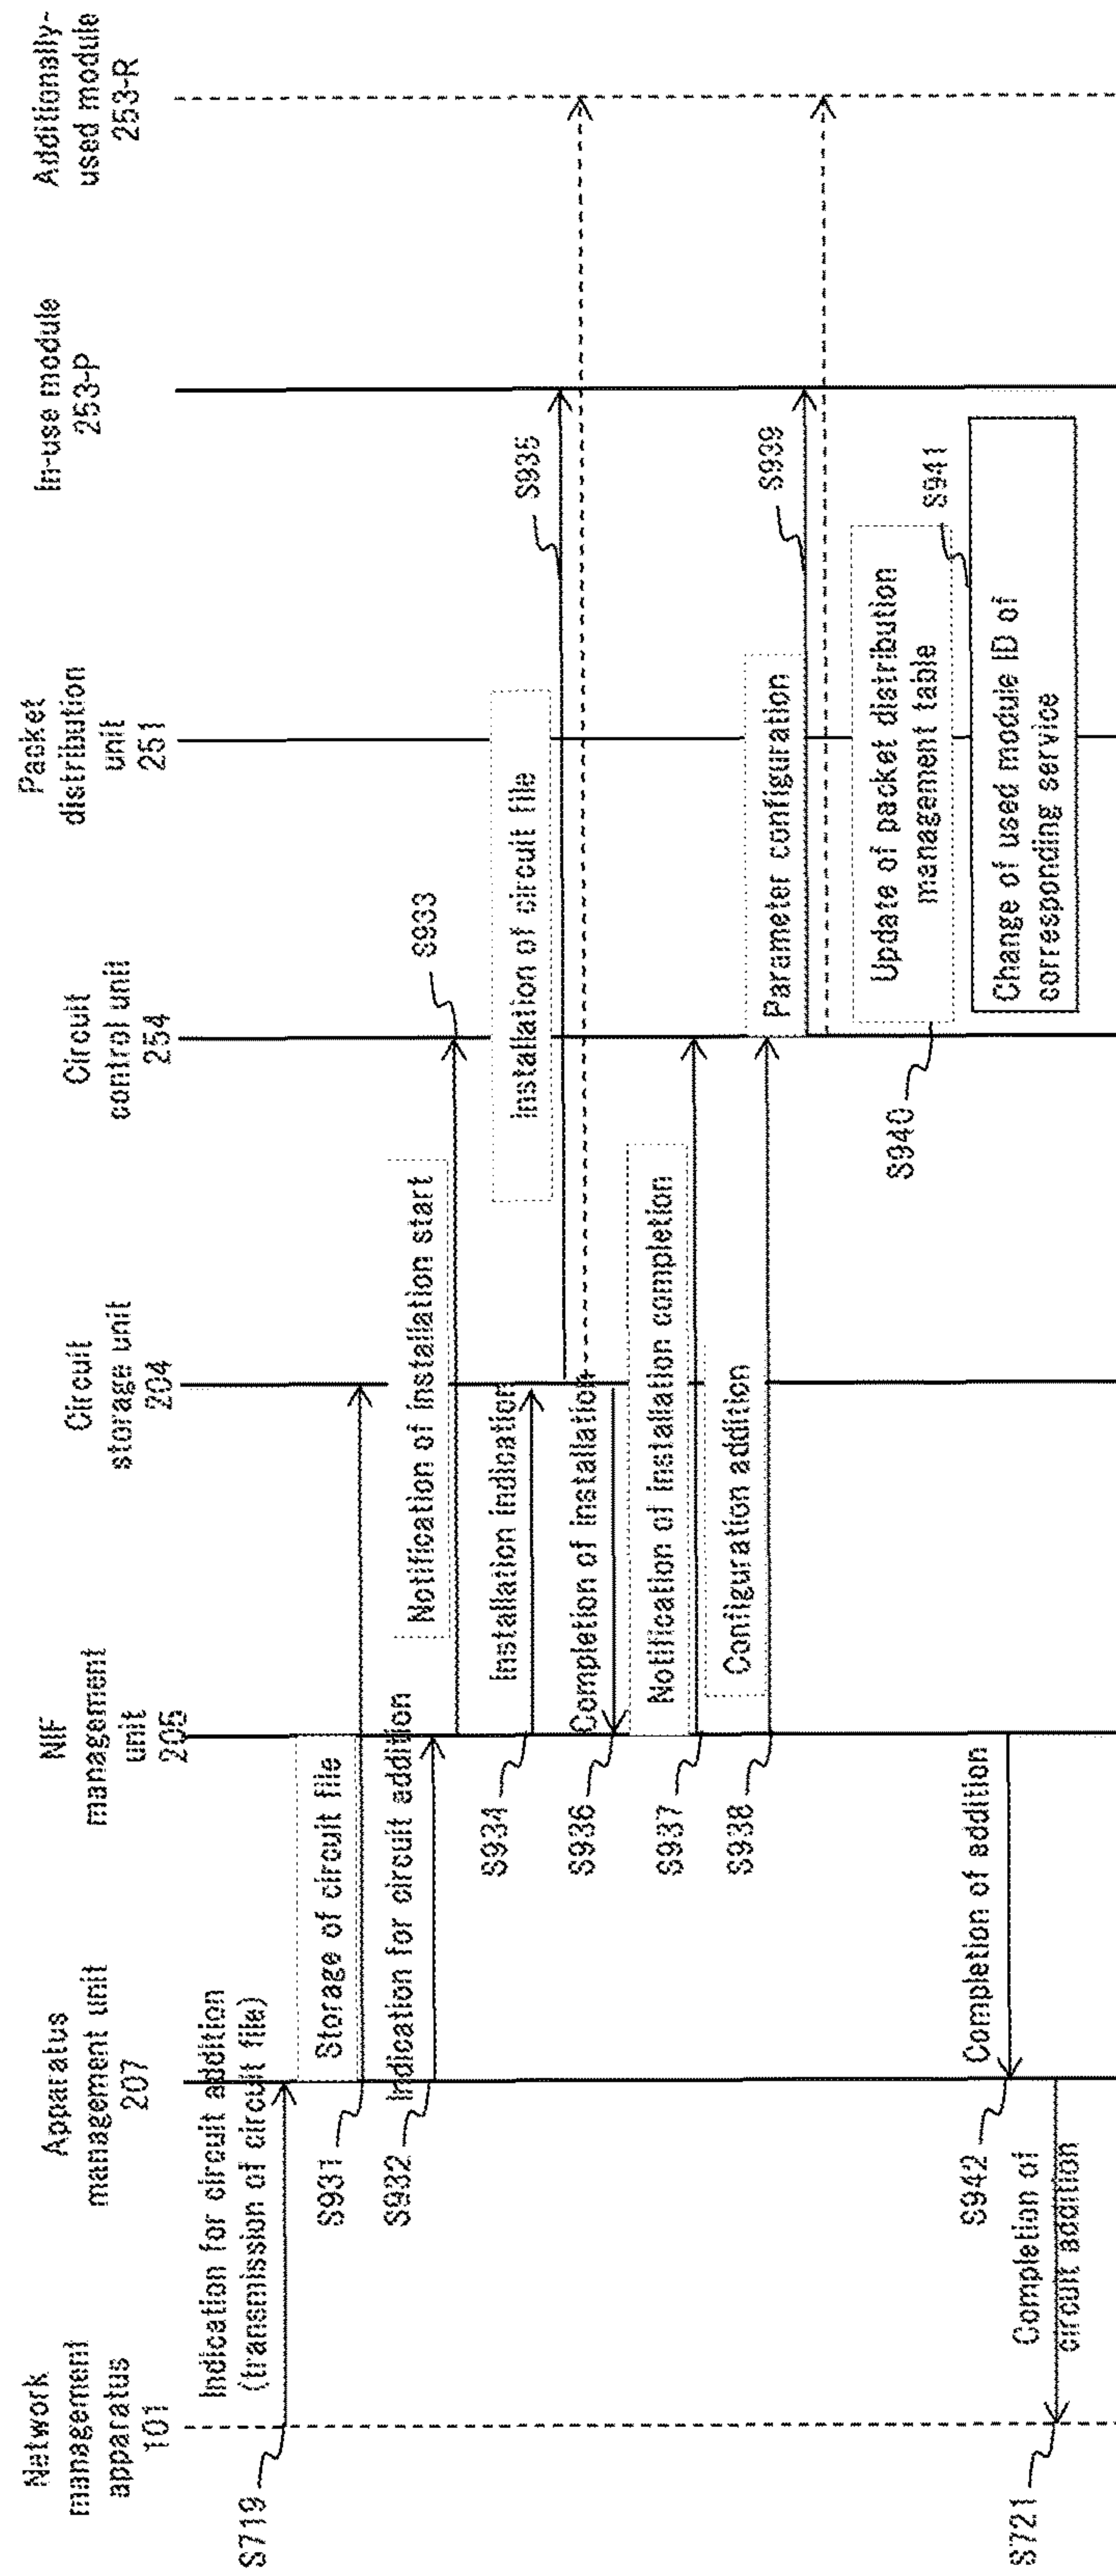 Network
management
apparatus
101
Apparatus
management unit
207
NIF
management
unit
205
Circuit
storage unit
204
Circuit
control unit
254
Packet
distribution
unit
251
In-use module
253-P
Additionally-
used module
253-R
S719
Indication for circuit addition
(transmission of circuit file)
S931
Storage of circuit file
S932
Indication for circuit addition
Notification of installation start
S933
S934
Installation indication
Installation of circuit file
S935
S936
Completion of installation
S937
Notification of installation completion
S938
Configuration addition
Parameter configuration
S939
S940
Update of packet distribution
management table
S941
Change of used module ID of
corresponding service
S942
Completion of addition
S721
Completion of
circuit addition